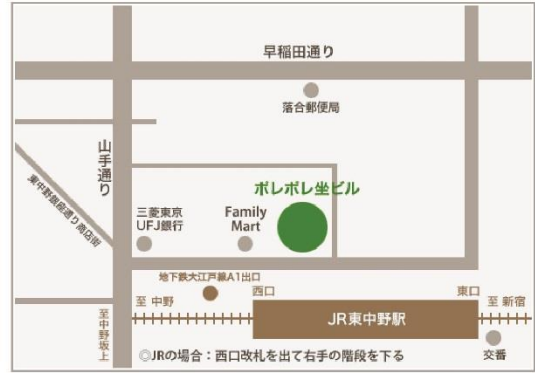 早稲田通り
落合郵便局
山手通り
東中野銀座通り商店街
ポレポレ坐ビル
三菱東京
UFJ銀行
Family
Mart
地下鉄大江戸線A1出口
至 中野
西口
東口
至 新宿
JR東中野駅
至中野坂上
◎JRの場合：西口改札を出て右手の階段を下る
交番